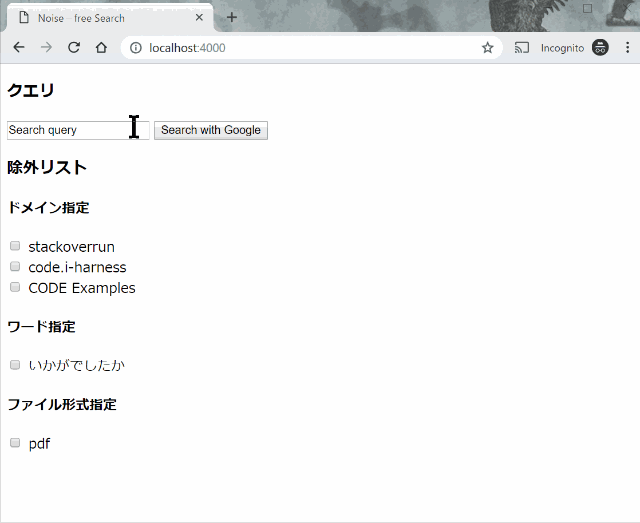 Noise - free Search
localhost:4000
Incognito
クエリ
Search query
Search with Google
除外リスト
ドメイン指定
stackoverrun
code.i-harness
CODE Examples
ワード指定
いかがでしたか
ファイル形式指定
pdf